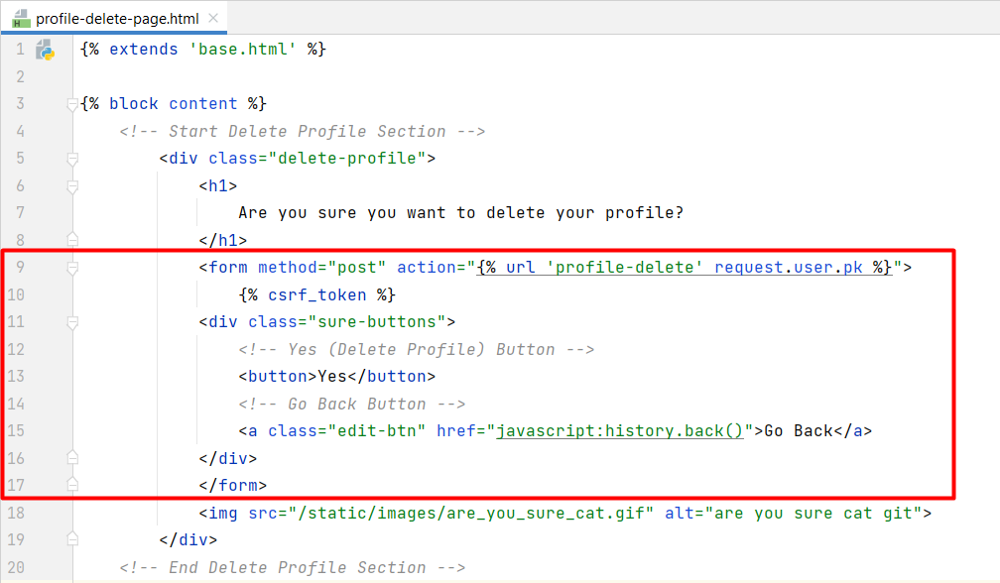 profile-delete-page.html
1 {% extends 'base.html' %}
2
3 {% block content %}
4 <!-- Start Delete Profile Section -->
5 <div class="delete-profile">
6 <h1>
7 Are you sure you want to delete your profile?
8 </h1>
9 <form method="post" action="{% url 'profile-delete' request.user.pk %}">
10 {% csrf_token %}
11 <div class="sure-buttons">
12 <!-- Yes (Delete Profile) Button -->
13 <button>Yes</button>
14 <!-- Go Back Button -->
15 <a class="edit-btn" href="javascript:history.back()">Go Back</a>
16 </div>
17 </form>
18 <img src="/static/images/are_you_sure_cat.gif" alt="are you sure cat git">
19 </div>
20 <!-- End Delete Profile Section -->